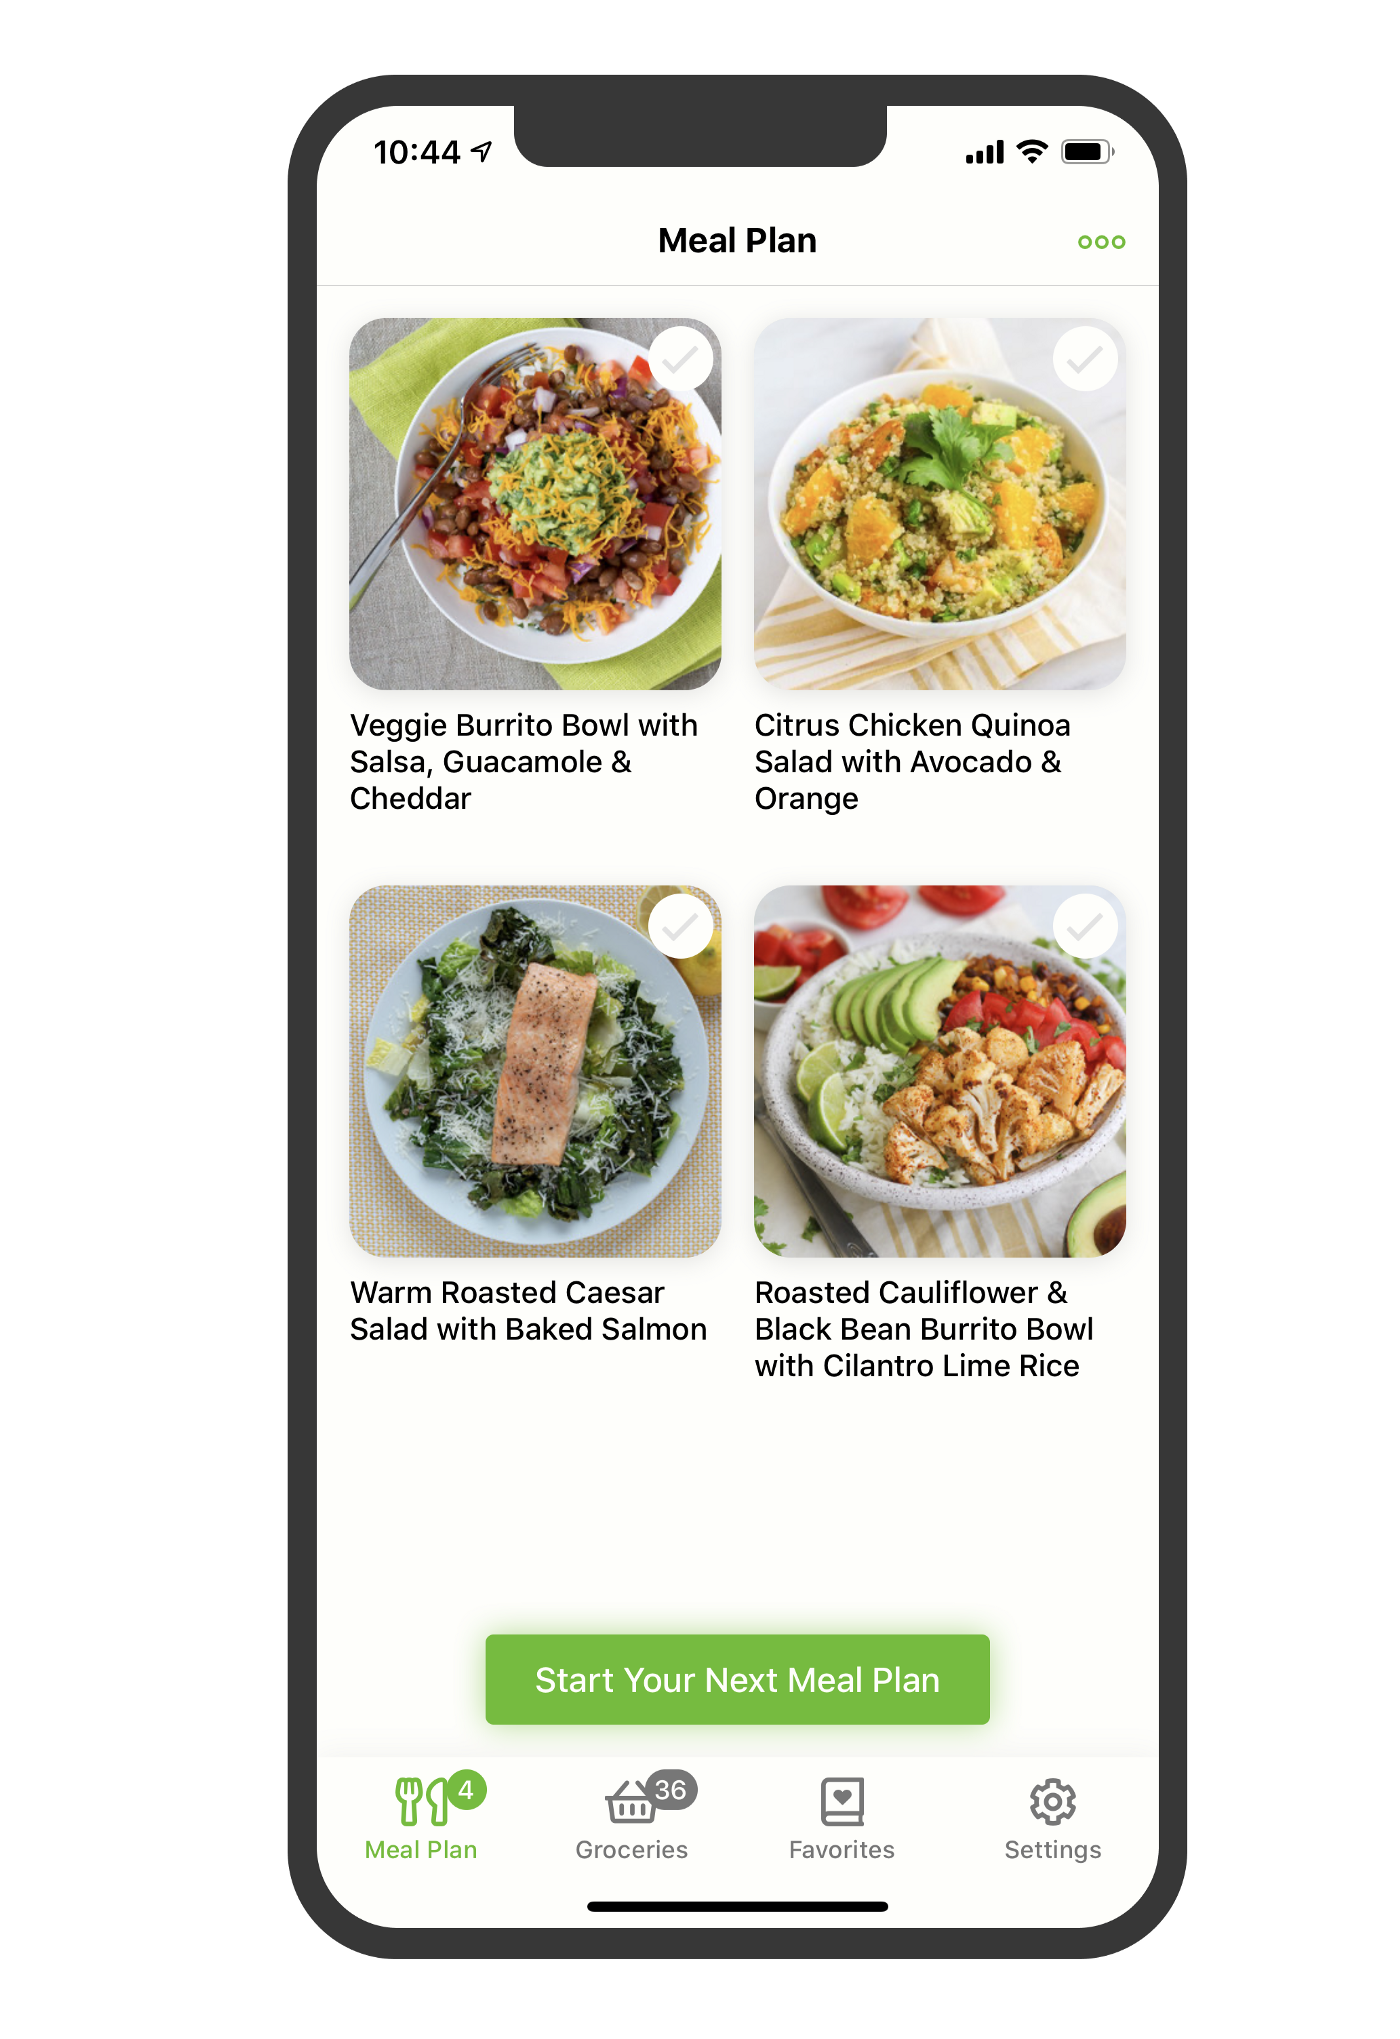 10:44
Meal Plan
Veggie Burrito Bowl with
Salsa, Guacamole &
Cheddar
Citrus Chicken Quinoa
Salad with Avocado &
Orange
Warm Roasted Caesar
Salad with Baked Salmon
Roasted Cauliflower &
Black Bean Burrito Bowl
with Cilantro Lime Rice
Start Your Next Meal Plan
4
Meal Plan
36
Groceries
Favorites
Settings